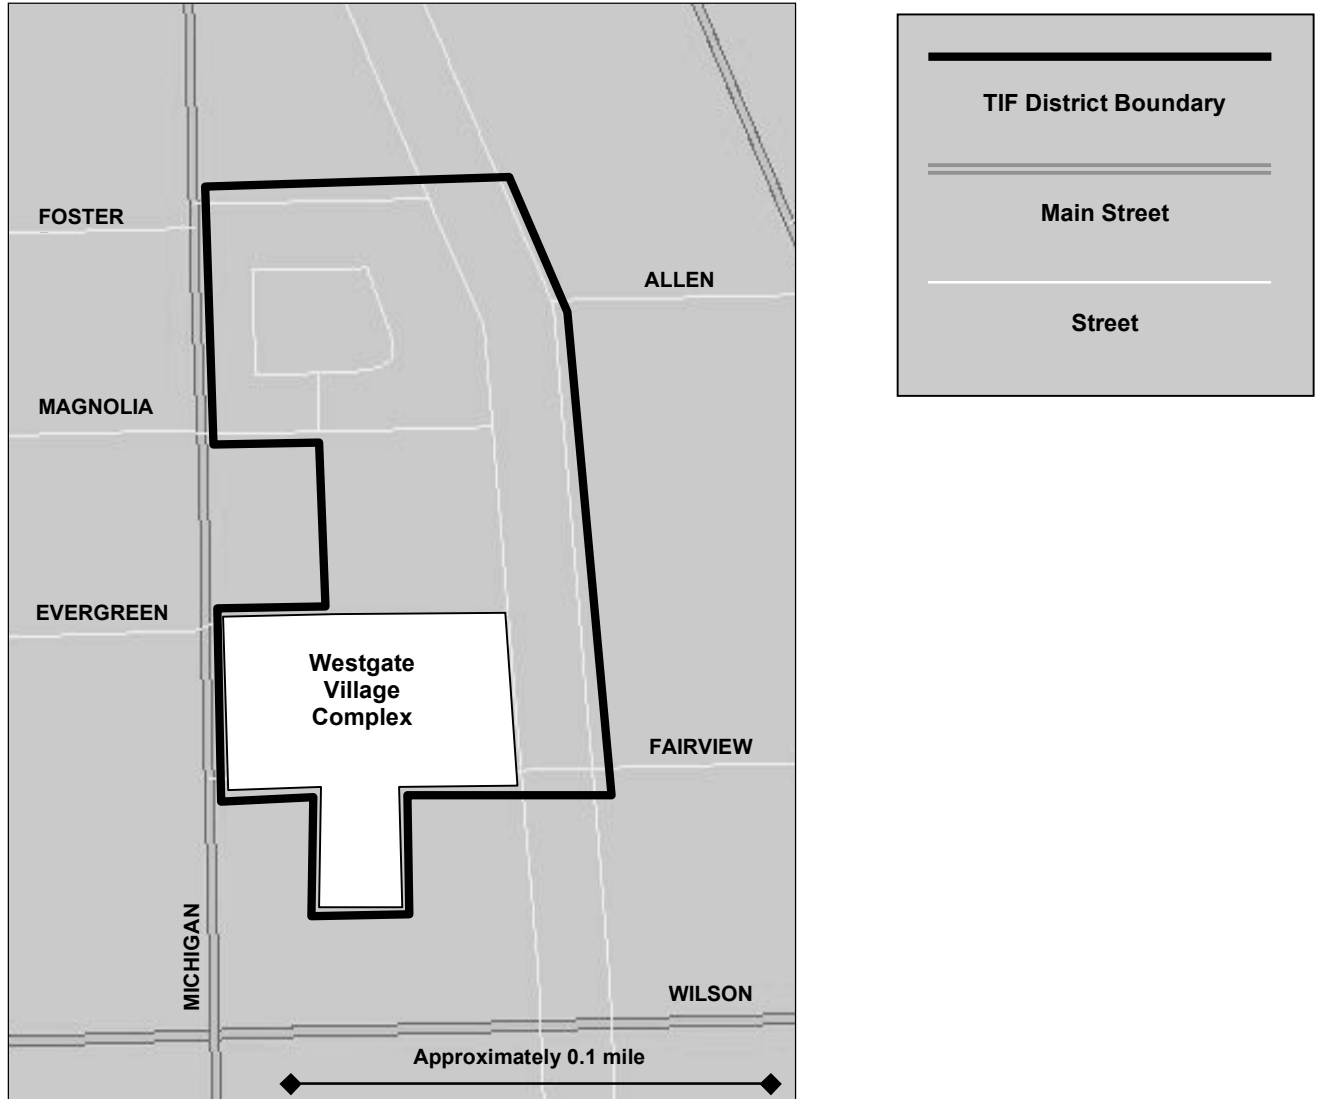 TIF District Boundary
Main Street
Street
FOSTER
ALLEN
MAGNOLIA
EVERGREEN
Westgate
Village
Complex
FAIRVIEW
MICHIGAN
WILSON
Approximately 0.1 mile